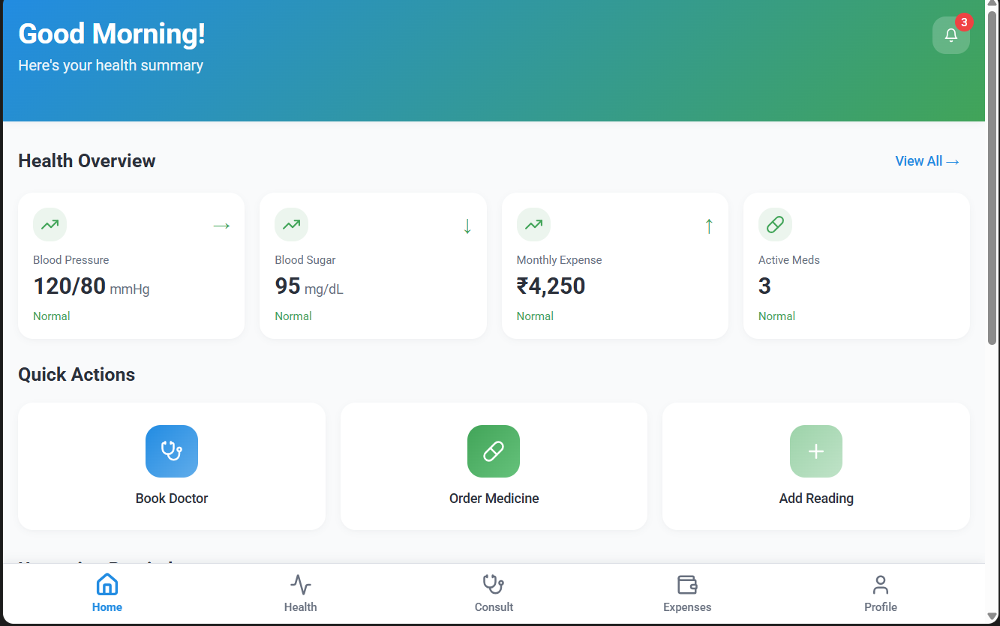 Good Morning!
3
Here's your health summary
Health Overview
View All →
→
↓
↑
Blood Pressure
Blood Sugar
Monthly Expense
Active Meds
120/80 mmHg
95 mg/dL
₹4,250
3
Normal
Normal
Normal
Normal
Quick Actions
Book Doctor
Order Medicine
Add Reading
Home
Health
Consult
Expenses
Profile